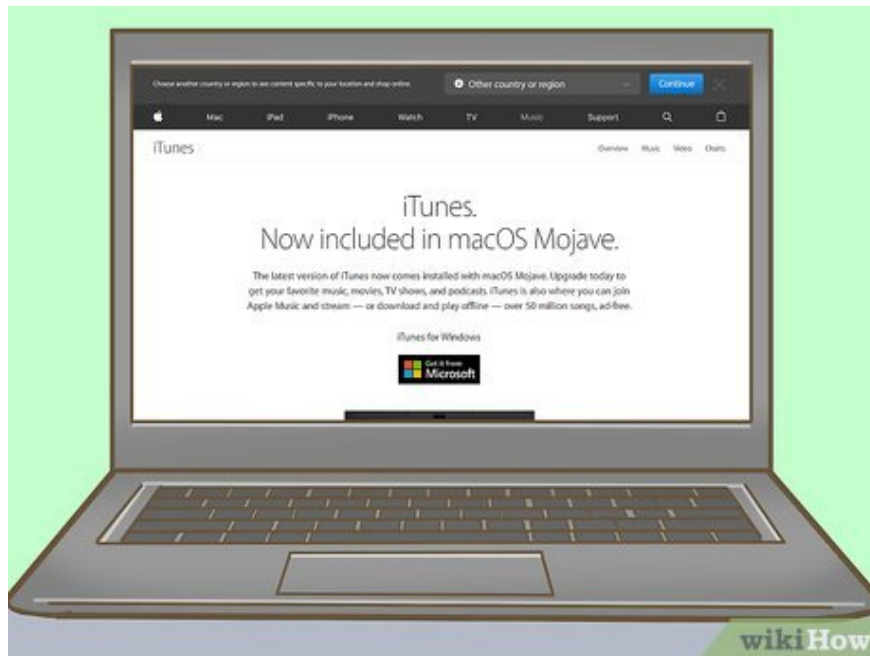 Choose another country or region to see content specific to your location and shop online.
Other country or region
Continue
Mac iPad iPhone Watch TV Music Support
iTunes
Overview Music Video Charts
iTunes.
Now included in macOS Mojave.
The latest version of iTunes now comes installed with macOS Mojave. Upgrade today to
get your favorite music, movies, TV shows, and podcasts. iTunes is also where you can join
Apple Music and stream — or download and play offline — over 50 million songs, ad-free.
iTunes for Windows
Get it from
Microsoft
wikiHow